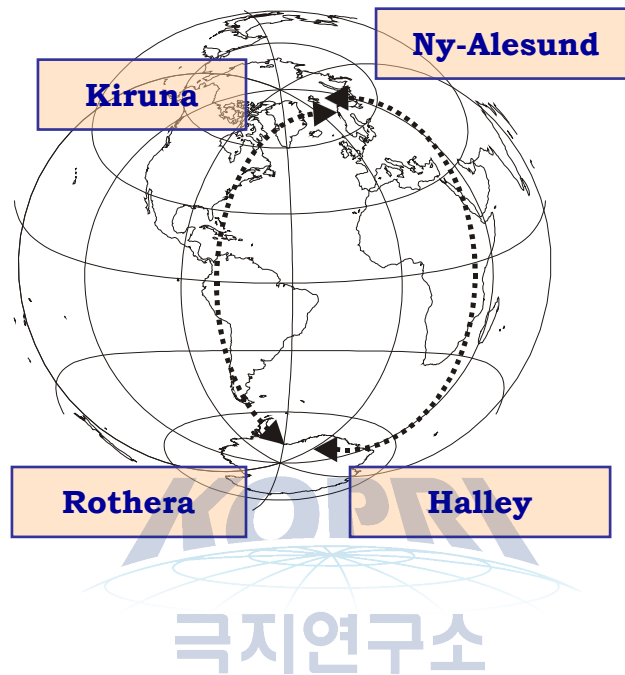 Ny-Alesund
Kiruna
Rothera
Halley
KOPRI
극지연구소